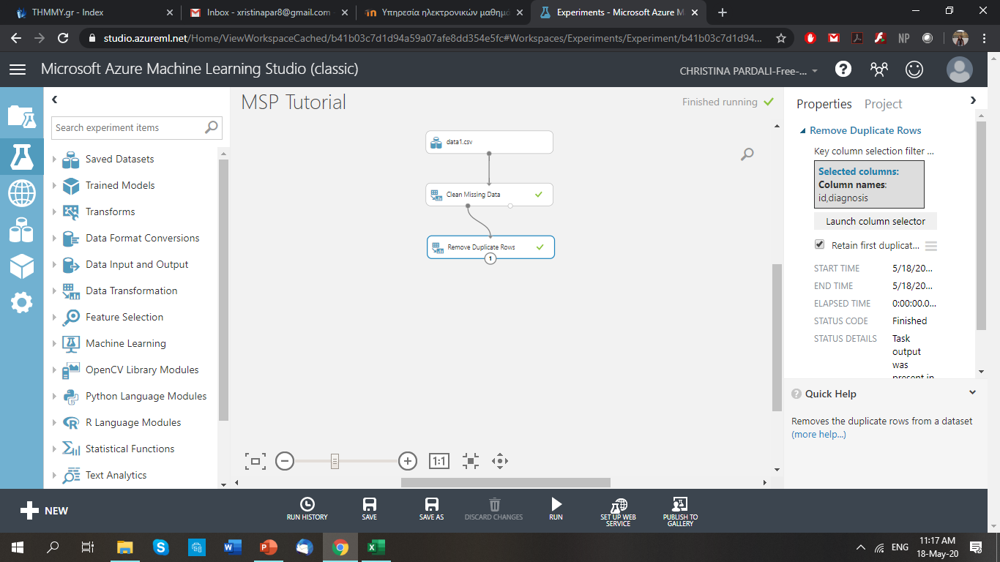 THMMY.gr - Index
Inbox - xristinapar8@gmail.com -
Υπηρεσία ηλεκτρονικών μαθημά
Experiments - Microsoft Azure M
studio.azureml.net/Home/ViewWorkspaceCached/b41b03c7d1d94a59a07afe8dd354e5fc#Workspaces/Experiments/Experiment/b41b03c7d1d94...
NP
Microsoft Azure Machine Learning Studio (classic)
CHRISTINA PARDALI-Free-...
Search experiment items
Saved Datasets
Trained Models
Transforms
Data Format Conversions
Data Input and Output
Data Transformation
Feature Selection
Machine Learning
OpenCV Library Modules
Python Language Modules
R Language Modules
Statistical Functions
Text Analytics
MSP Tutorial
Finished running
data1.csv
Clean Missing Data
Remove Duplicate Rows
1
1:1
Properties Project
Remove Duplicate Rows
Key column selection filter ...
Selected columns:
Column names:
id,diagnosis
Launch column selector
Retain first duplicat...
START TIME 5/18/20...
END TIME 5/18/20...
ELAPSED TIME 0:00:00.0...
STATUS CODE Finished
STATUS DETAILS Task
output
was
present in
Quick Help
Removes the duplicate rows from a dataset
(more help...)
NEW
RUN HISTORY
SAVE
SAVE AS
DISCARD CHANGES
RUN
SET UP WEB
SERVICE
PUBLISH TO
GALLERY
ENG
11:17 AM
18-May-20